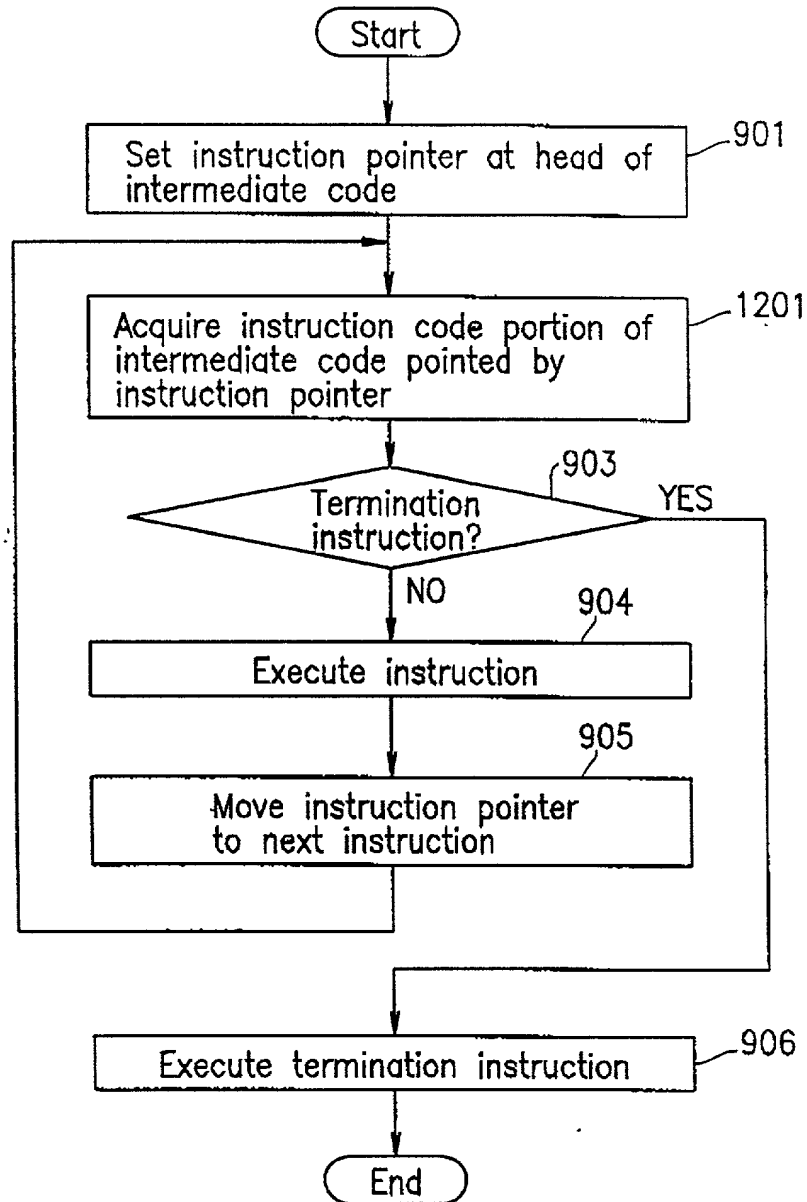 Start
901
Set instruction pointer at head of
intermediate code
1201
Acquire instruction code portion of
intermediate code pointed by
instruction pointer
903
Termination
instruction?
YES
NO
904
Execute instruction
905
Move instruction pointer
to next instruction
906
Execute termination instruction
End